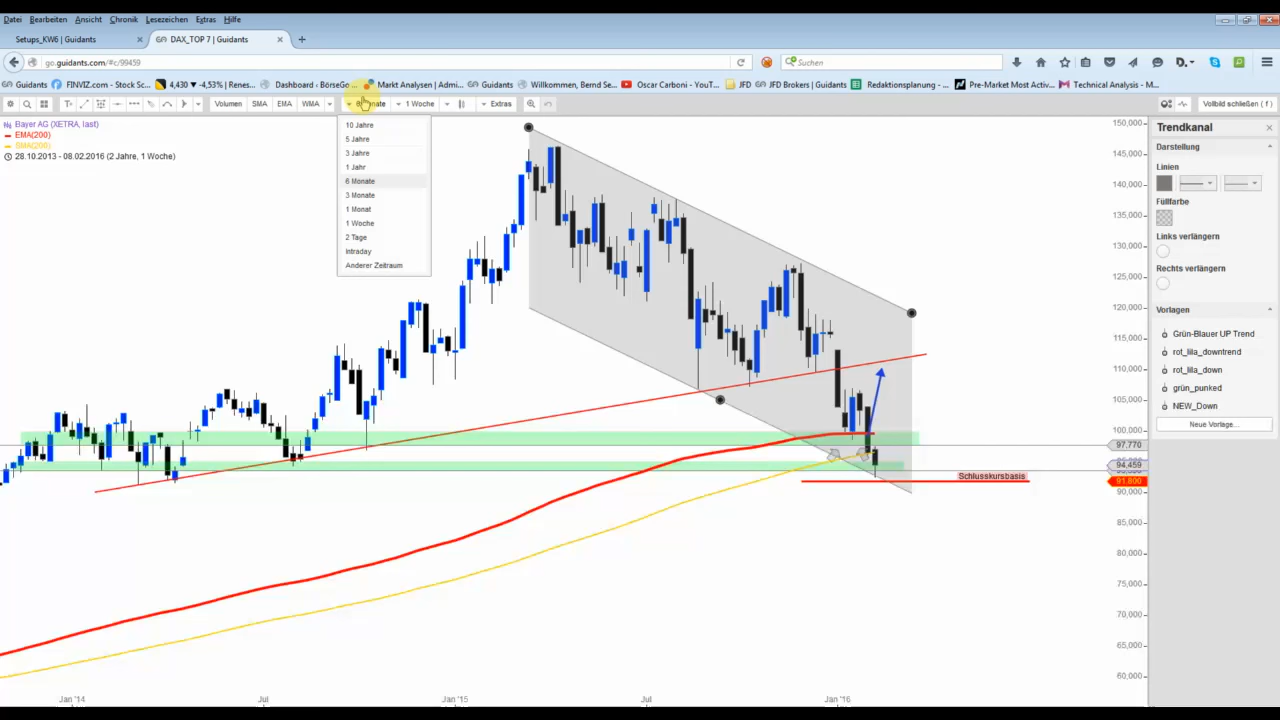 Datei Bearbeiten Ansicht Chronik Lesezeichen Extras Hilfe
Setups_KW6 | Guidants × DAX_TOP 7 | Guidants × +
go.guidants.com/#c/99459 Suchen
Guidants FINVIZ.com - Stock Sc... 4,430 ▼ -4,53% | Renes... Dashboard ‹ BörseGo ... Markt Analysen | Admi... Guidants Willkommen, Bernd Se... Oscar Carboni - YouT... JFD JFD Brokers | Guidants Redaktionsplanung - ... Pre-Market Most Activ... Technical Analysis - M...
Volumen SMA EMA WMA 6 Monate 1 Woche Extras Vollbild schließen ( f )
Bayer AG (XETRA, last)
EMA(200)
SMA(200)
28.10.2013 - 08.02.2016 (2 Jahre, 1 Woche)
10 Jahre
5 Jahre
3 Jahre
1 Jahr
6 Monate
3 Monate
1 Monat
1 Woche
2 Tage
Intraday
Anderer Zeitraum
150,000
145,000
140,000
135,000
130,000
125,000
120,000
115,000
110,000
105,000
100,000
97,770
94,459
91,800
90,000
85,000
80,000
75,000
70,000
65,000
60,000
Schlusskursbasis
Jan '14 Jul Jan '15 Jul Jan '16
Trendkanal ×
Darstellung
Linien
Füllfarbe
Links verlängern
Rechts verlängern
Vorlagen
Grün-Blauer UP Trend
rot_lila_downtrend
rot_lila_down
grün_punked
NEW_Down
Neue Vorlage...